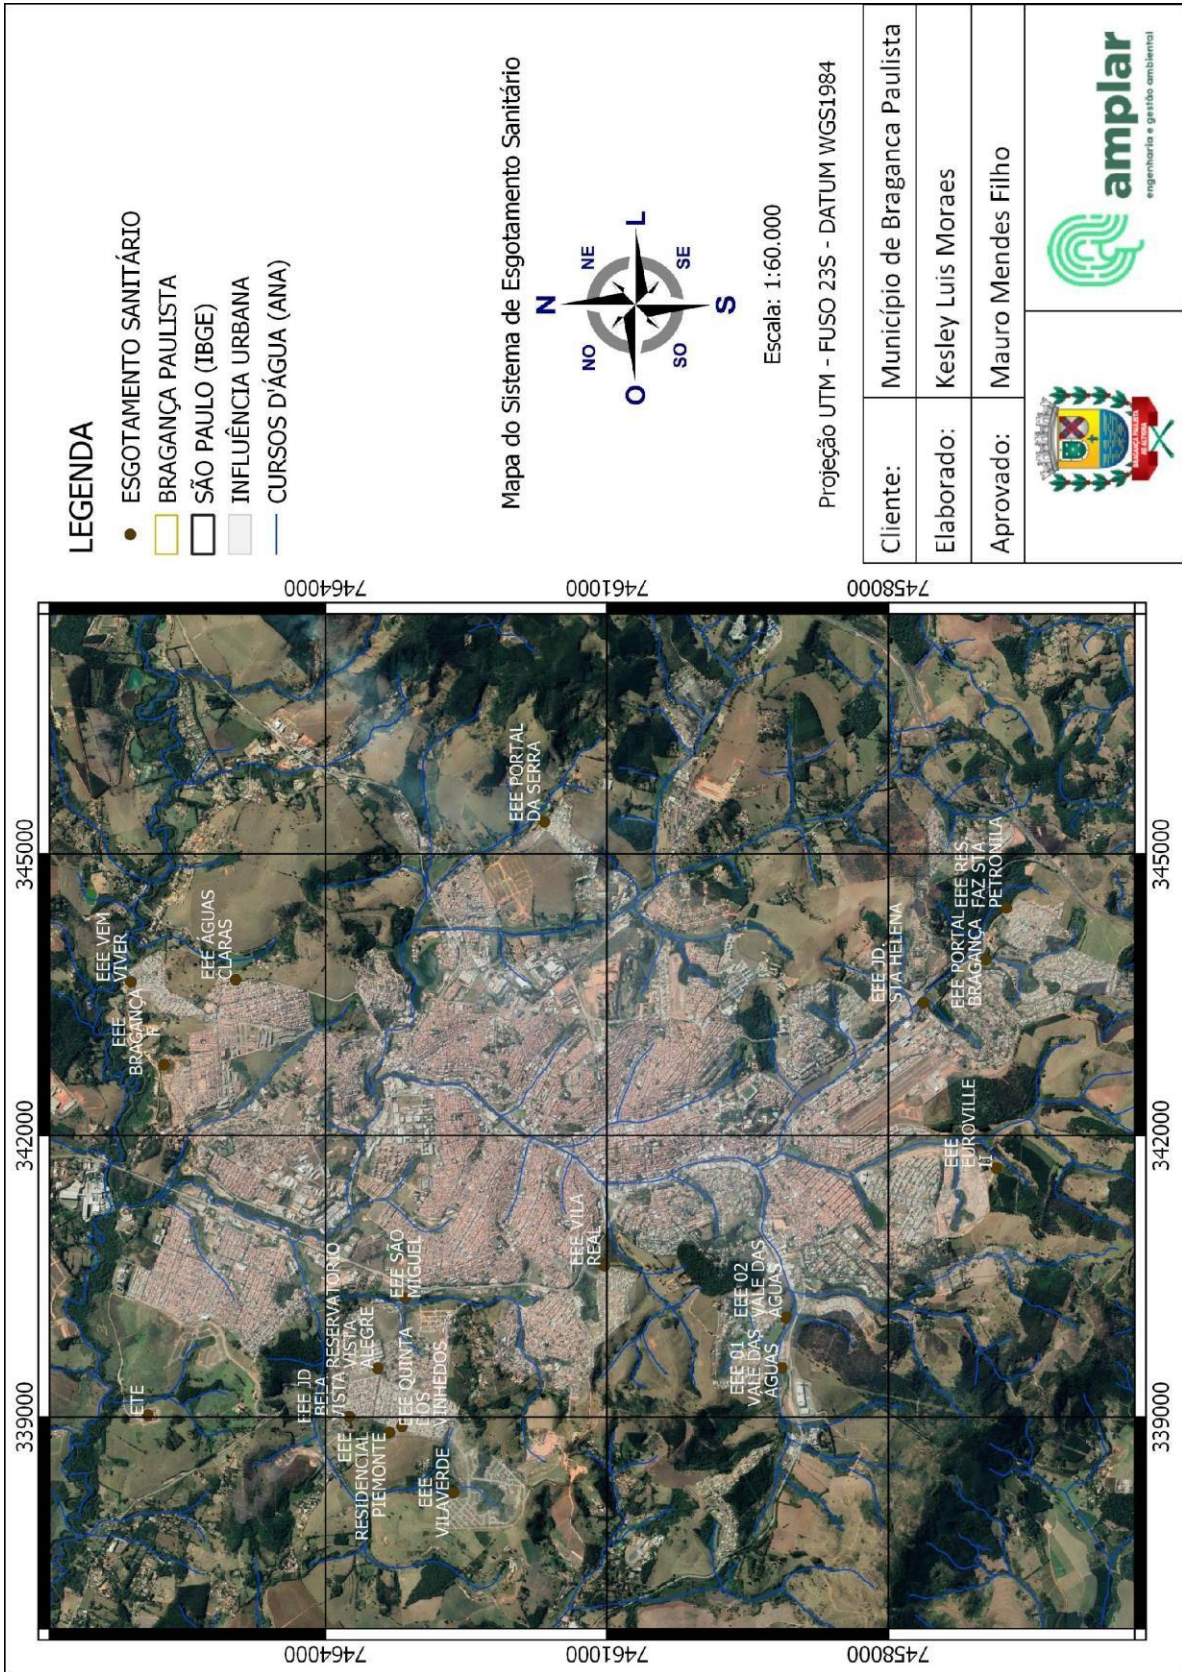 LEGENDA
ESGOTAMENTO SANITÁRIO
BRAGANÇA PAULISTA
SÃO PAULO (IBGE)
INFLUÊNCIA URBANA
CURSOS D'ÁGUA (ANA)
Mapa do Sistema de Esgotamento Sanitário
N
NO
NE
O
L
SO
SE
S
Escala: 1:60.000
Projeção UTM - FUSO 23S - DATUM WGS1984
Cliente: Município de Braganca Paulista
Elaborado: Kesley Luis Moraes
Aprovado: Mauro Mendes Filho
amplar
engenharia e gestão ambiental
339000
342000
345000
7464000
7461000
7458000
ETE
EEE
BRAGANÇA
F
EEE VEM
VIVER
EEE ÁGUAS
CLARAS
EEE JD
BELA
VISTA
RESERVATÓRIO
VISTA
ALEGRE
EEE
RESIDENCIAL
PIEMONTE
EEE QUINTA
DOS
VINHEDOS
EEE SÃO
MIGUEL
EEE
VILAVERDE
EEE PORTAL
DA SERRA
EEE VILA
REAL
EEE 01
VALE DAS
ÁGUAS
EEE 02
VALE DAS
ÁGUAS
EEE JD.
STA HELENA
EEE PORTAL
BRAGANÇA
EEE RES.
FAZ STA
PETRONILA
EEE
EUROVILLE
II
339000
342000
345000
7464000
7461000
7458000